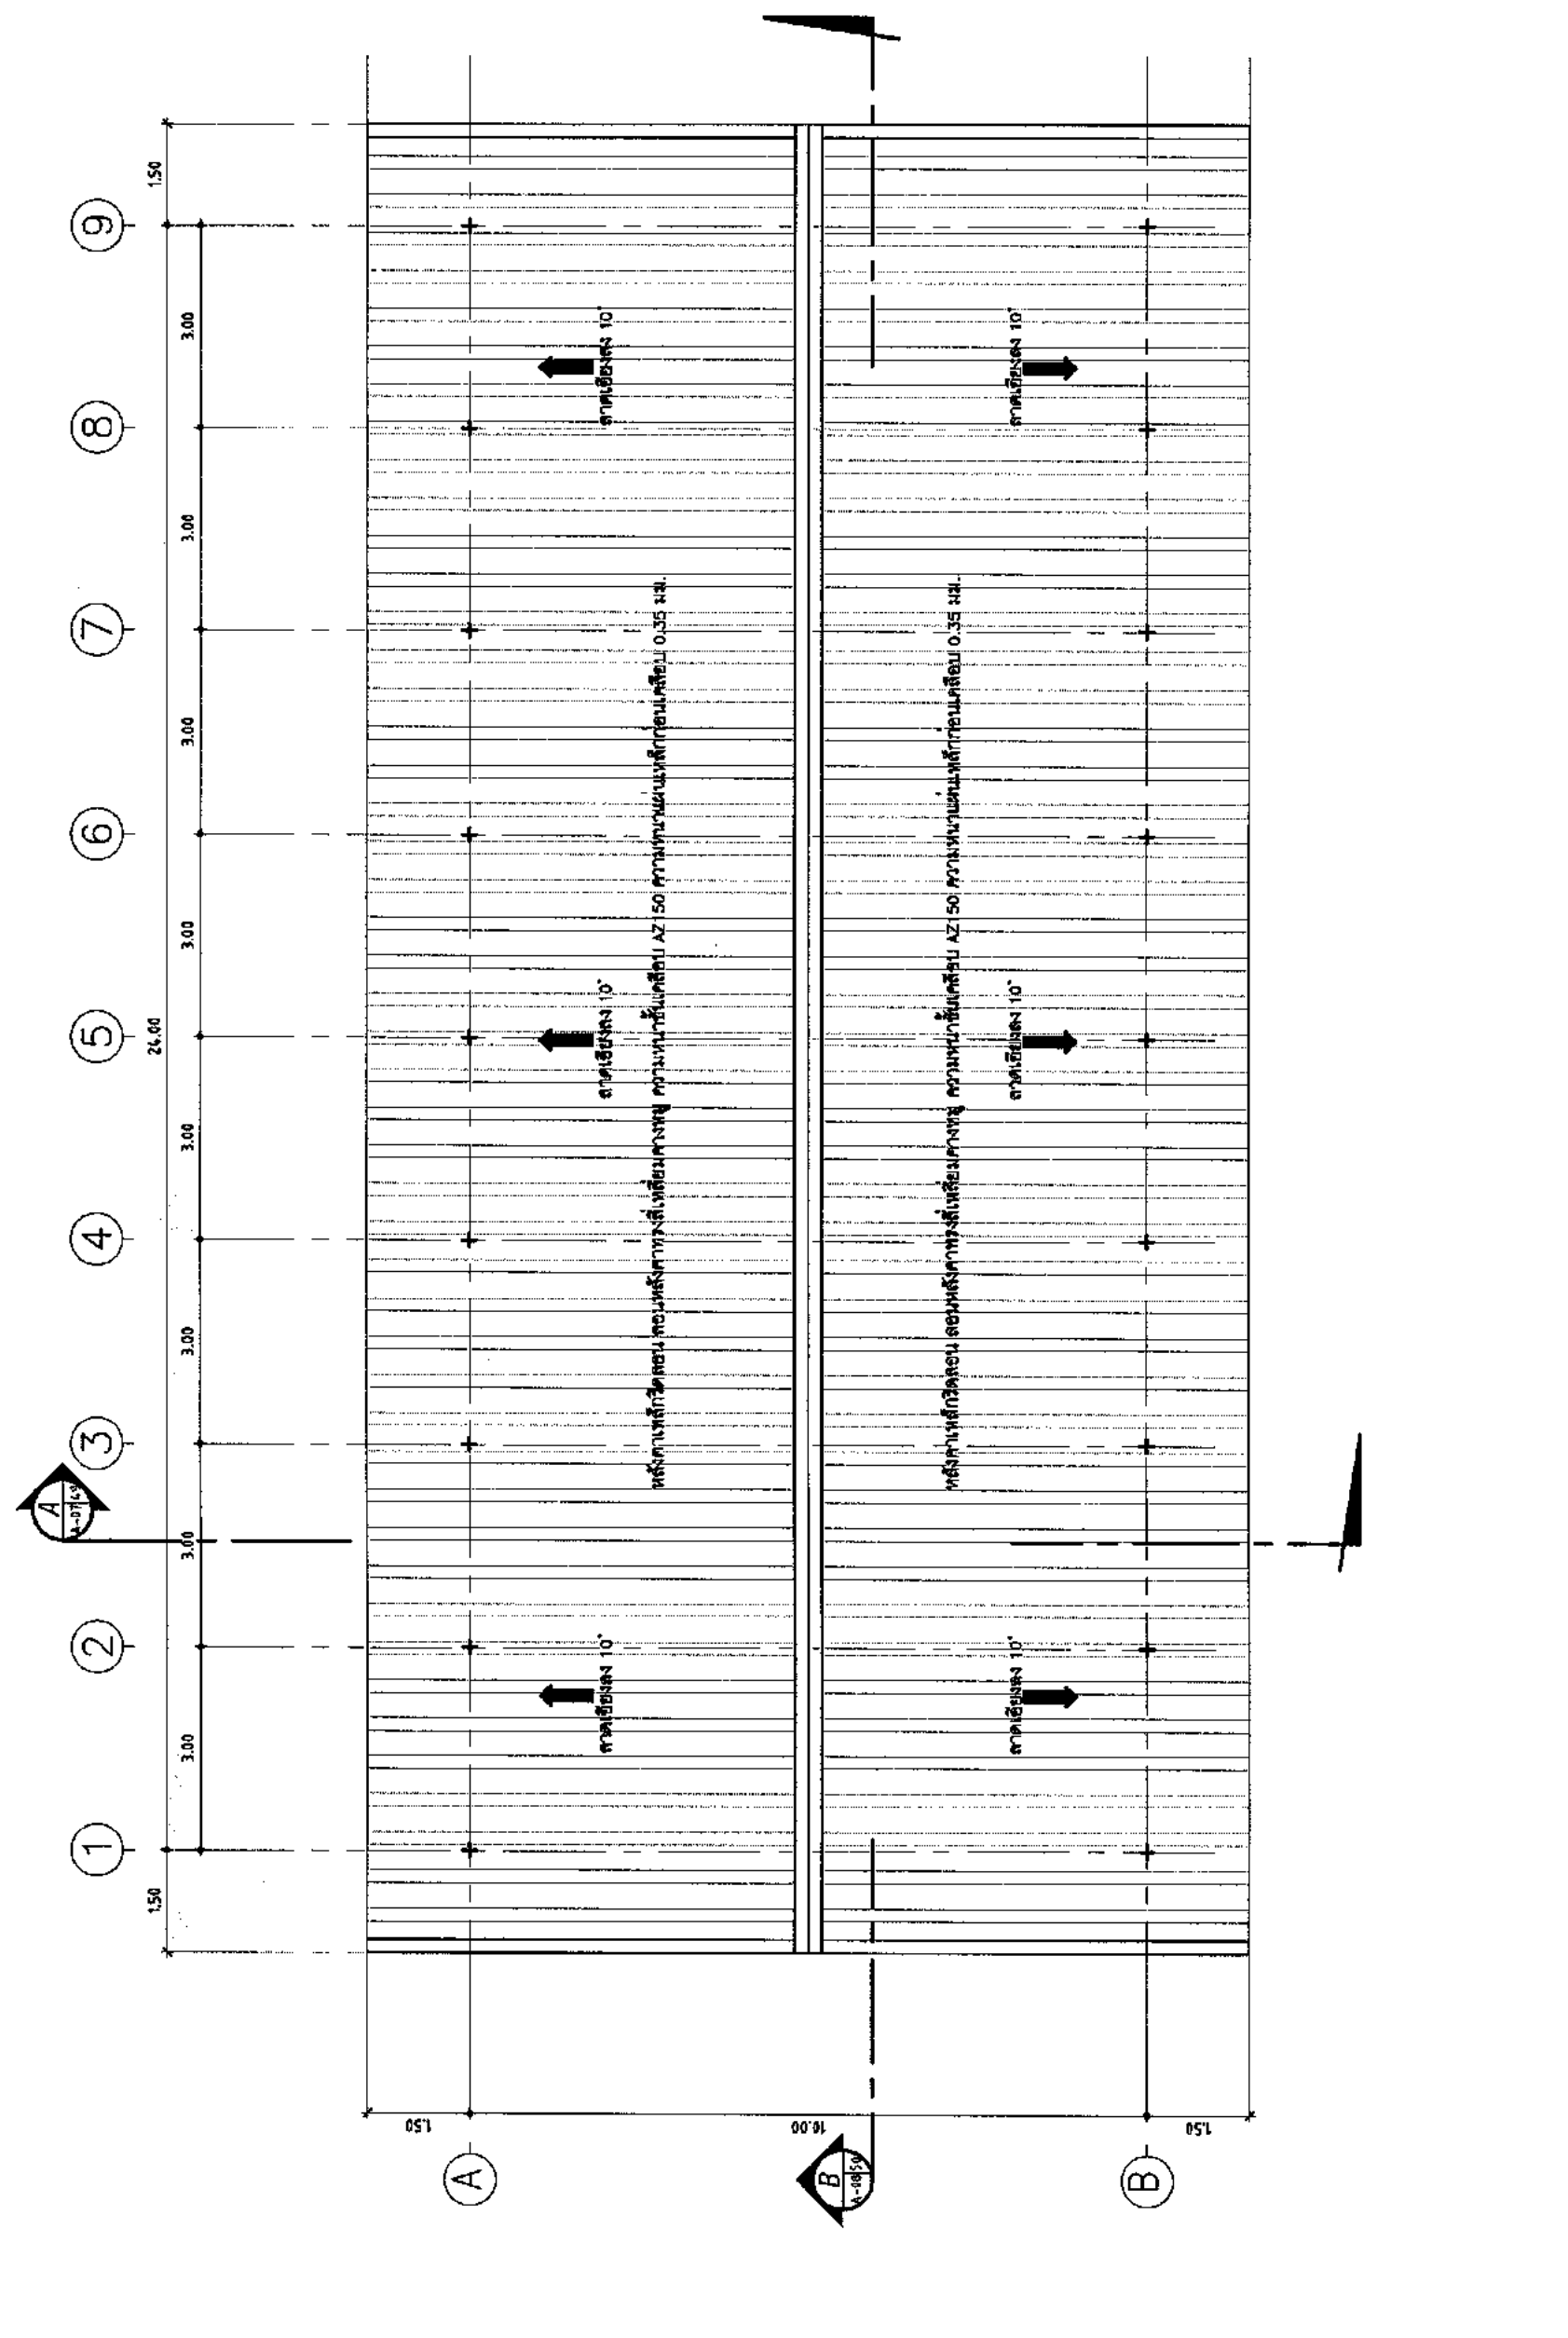 1 2 3 4 5 6 7 8 9
1.50 24.00 1.50
3.00 3.00 3.00 3.00 3.00 3.00 3.00 3.00
A
A-07 49
A
1.50
10.00
1.50
B
B
A-08 50
ลาดเอียงลง 10° ลาดเอียงลง 10° ลาดเอียงลง 10°
หลังคาเหล็กรีดลอน ลอนหลังคาทรงสี่เหลี่ยมคางหมู ความหนาชั้นเคลือบ AZ150 ความหนาแผ่นเหล็กก่อนเคลือบ 0.35 มม.
หลังคาเหล็กรีดลอน ลอนหลังคาทรงสี่เหลี่ยมคางหมู ความหนาชั้นเคลือบ AZ150 ความหนาแผ่นเหล็กก่อนเคลือบ 0.35 มม.
ลาดเอียงลง 10° ลาดเอียงลง 10° ลาดเอียงลง 10°